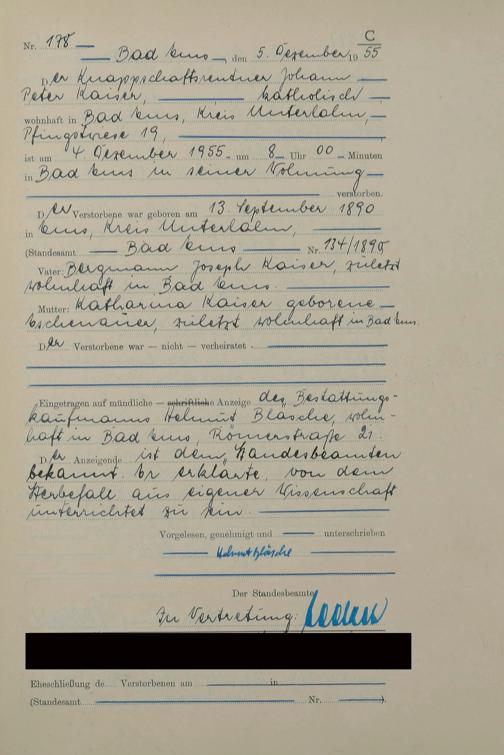 C
Nr. 178
Bad Ems, den 5. Dezember 1955
Der Knappschaftsrentner Johann
Peter Kaiser, katholisch
wohnhaft in Bad Ems, Kreis Unterlahn,
Pfingstwiese 19,
ist am 4. Dezember 1955 um 8 Uhr 00 Minuten
in Bad Ems in seiner Wohnung
verstorben.
Der Verstorbene war geboren am 13. September 1890
in Ems, Kreis Unterlahn,
(Standesamt Bad Ems Nr. 134/1890
Vater: Bergmann Joseph Kaiser, zuletzt
wohnhaft in Bad Ems.
Mutter: Katharina Kaiser geborene
Eschenauer, zuletzt wohnhaft in Bad Ems.
Der Verstorbene war — nicht — verheiratet.
Eingetragen auf mündliche — schriftliche Anzeige des Bestattungs-
kaufmanns Helmut Blasche, wohn-
haft in Bad Ems, Römerstraße 21.
Der Anzeigende ist dem Standesbeamten
bekannt. Er erklärte, von dem
Sterbefall aus eigener Wissenschaft
unterrichtet zu sein.
Vorgelesen, genehmigt und unterschrieben
Helmut Bläsche
Der Standesbeamte
In Vertretung:
Eheschließung de Verstorbenen am in
(Standesamt Nr. ).